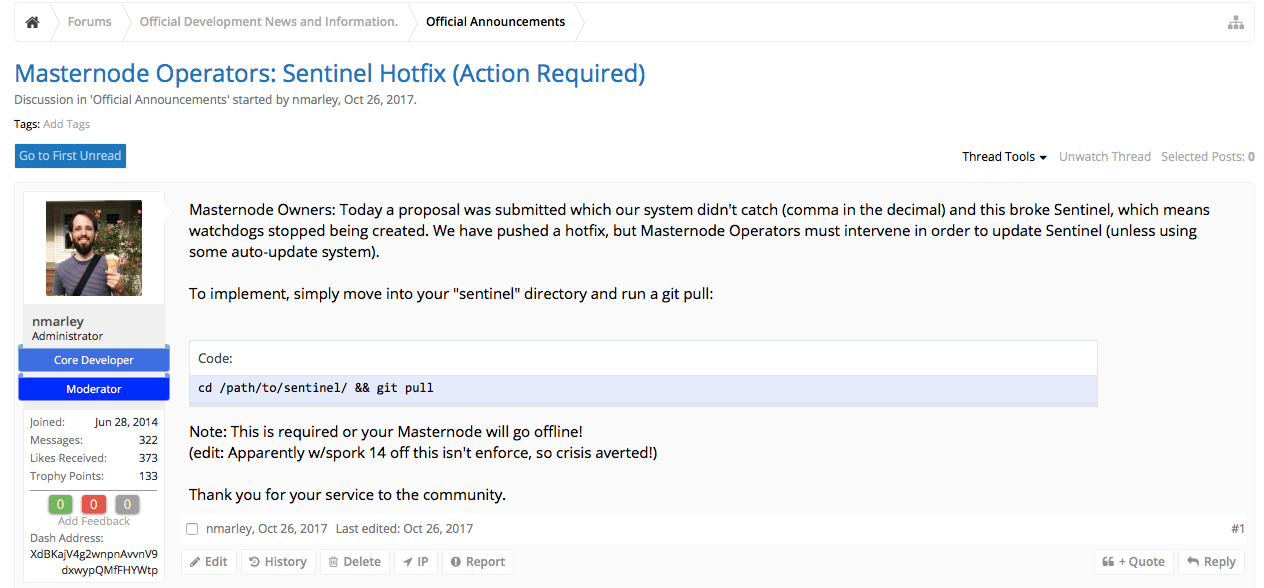 Forums
Official Development News and Information.
Official Announcements
Masternode Operators: Sentinel Hotfix (Action Required)
Discussion in 'Official Announcements' started by nmarley, Oct 26, 2017.
Tags: Add Tags
Go to First Unread
Thread Tools
Unwatch Thread
Selected Posts: 0
nmarley
Administrator
Core Developer
Moderator
Joined: Jun 28, 2014
Messages: 322
Likes Received: 373
Trophy Points: 133
0 0 0
Add Feedback
Dash Address:
XdBKajV4g2wnpnAvvnV9
dxwypQMfFHYWtp
Masternode Owners: Today a proposal was submitted which our system didn't catch (comma in the decimal) and this broke Sentinel, which means
watchdogs stopped being created. We have pushed a hotfix, but Masternode Operators must intervene in order to update Sentinel (unless using
some auto-update system).
To implement, simply move into your "sentinel" directory and run a git pull:
Code:
cd /path/to/sentinel/ && git pull
Note: This is required or your Masternode will go offline!
(edit: Apparently w/spork 14 off this isn't enforce, so crisis averted!)
Thank you for your service to the community.
nmarley, Oct 26, 2017 Last edited: Oct 26, 2017
#1
Edit
History
Delete
IP
Report
+ Quote
Reply